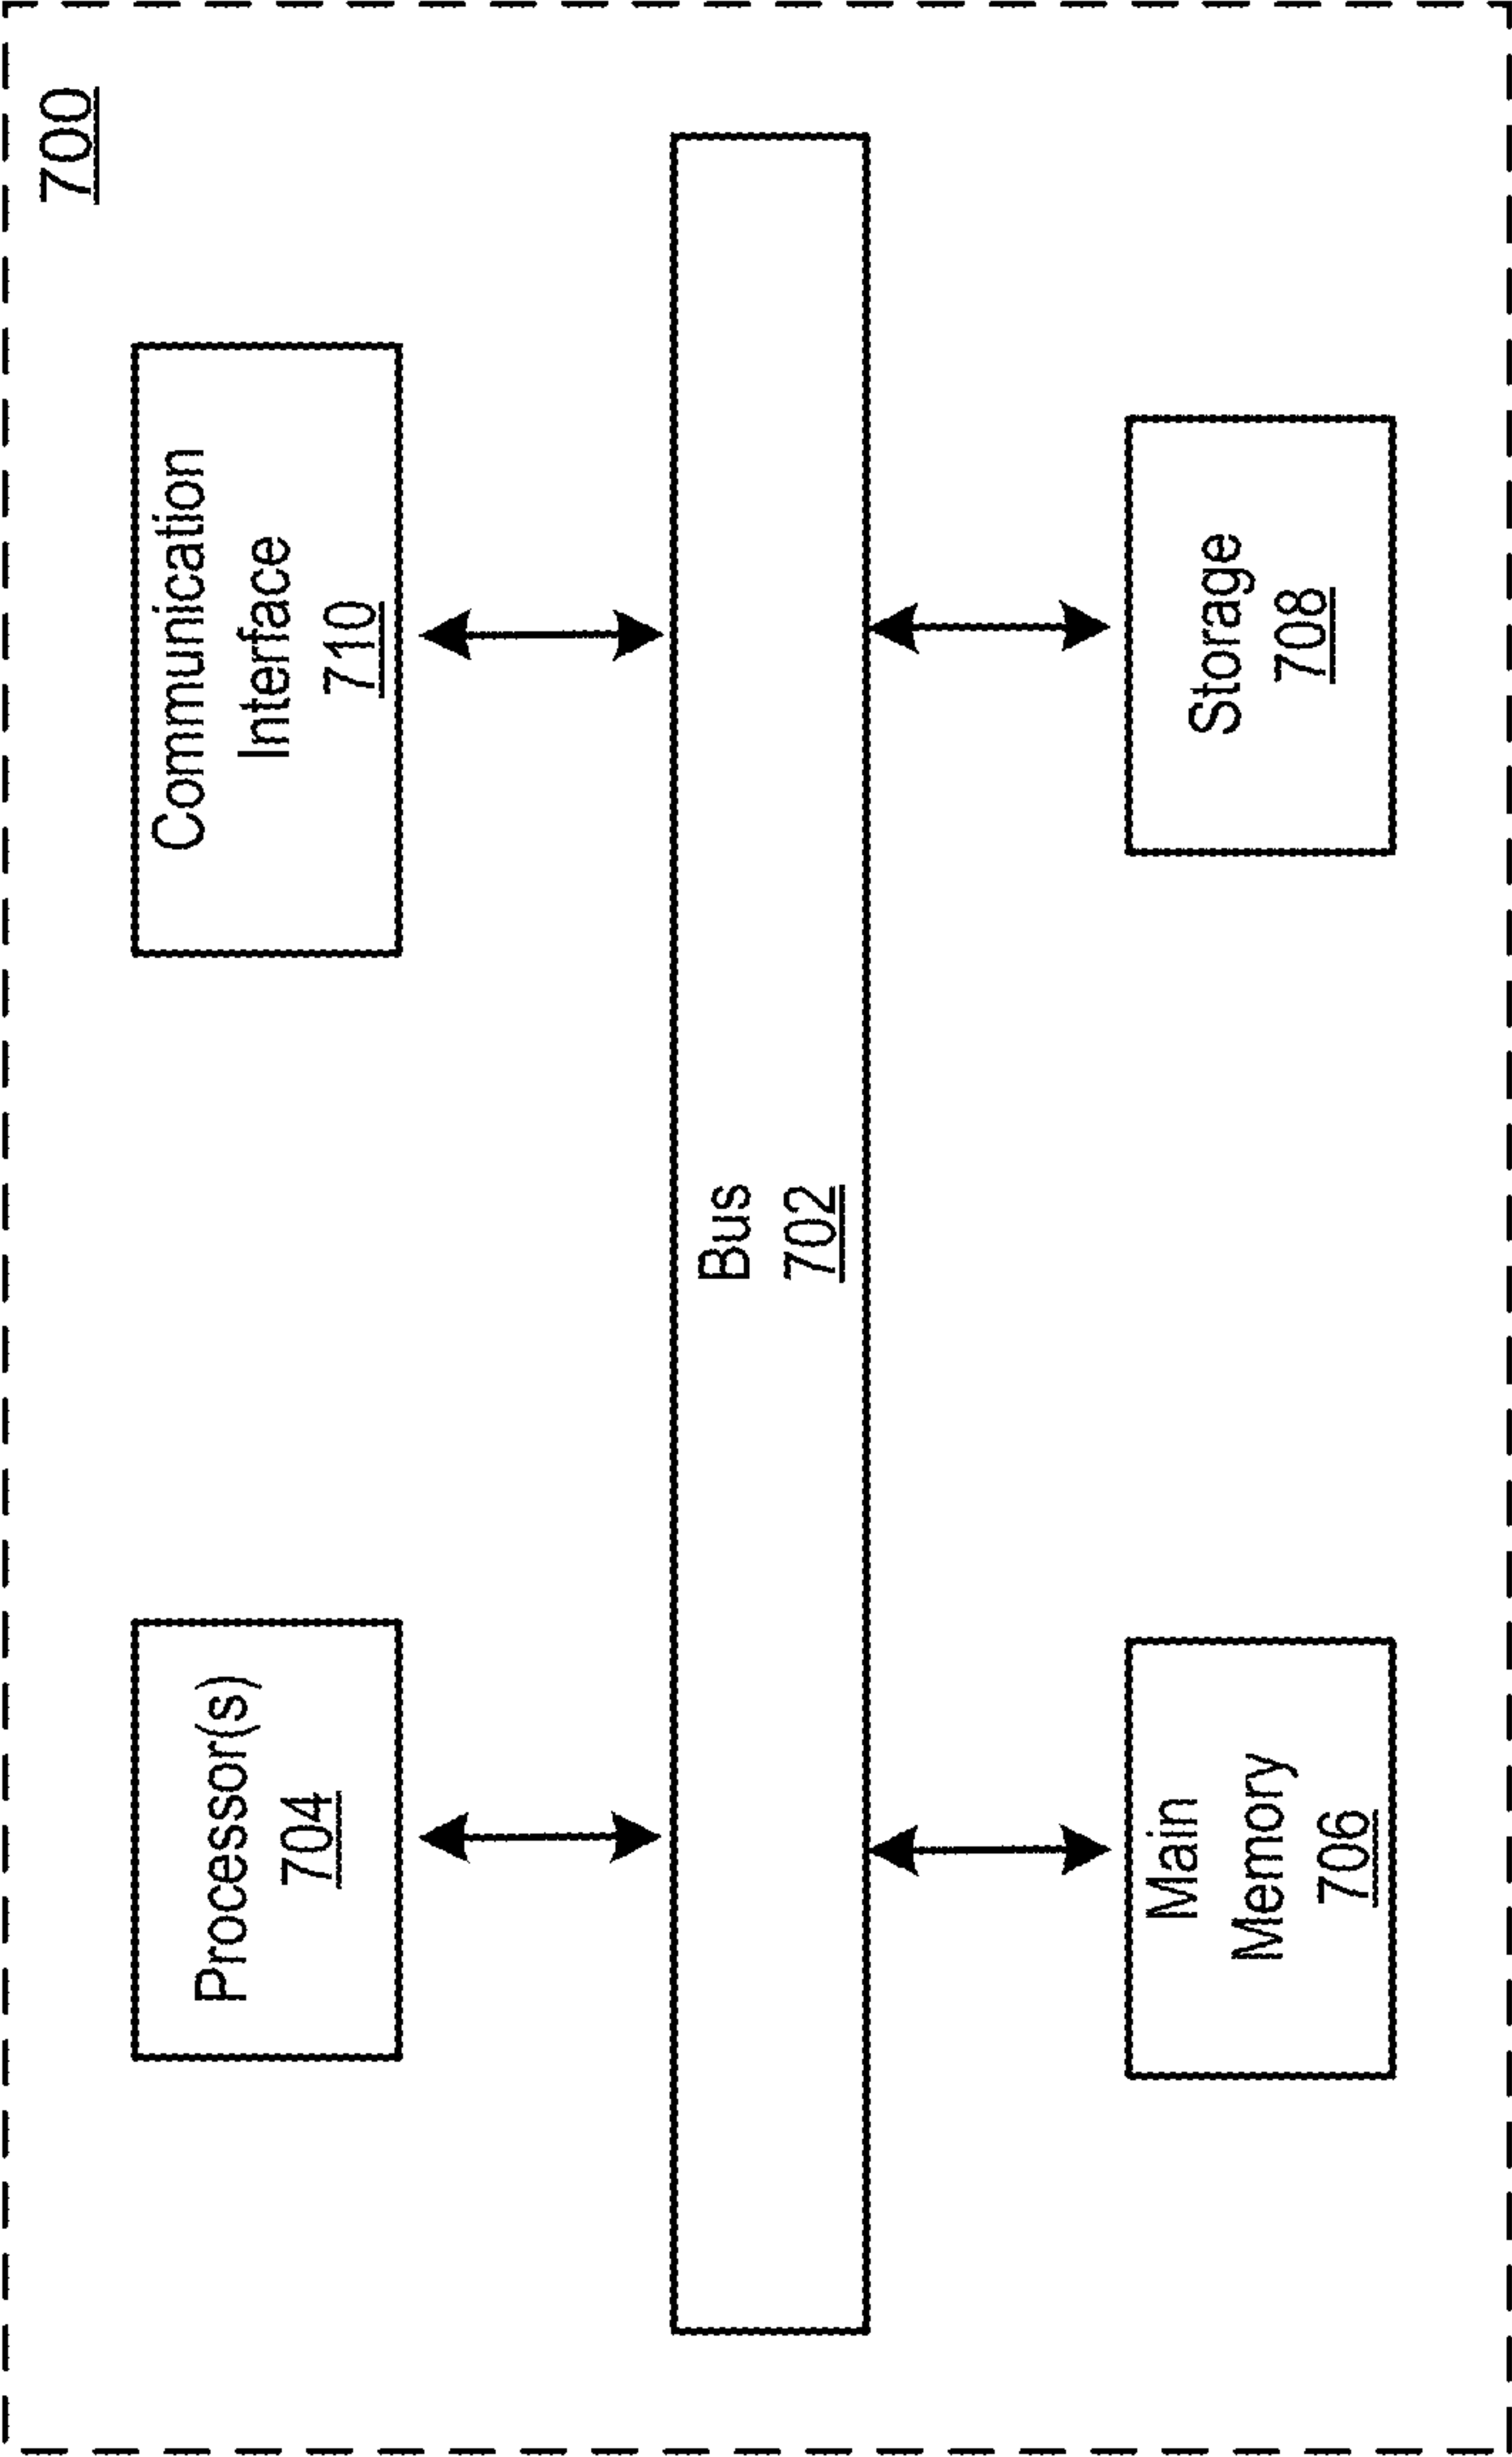 700
Processor(s)
704
Communication
Interface
710
Bus
702
Main
Memory
706
Storage
708